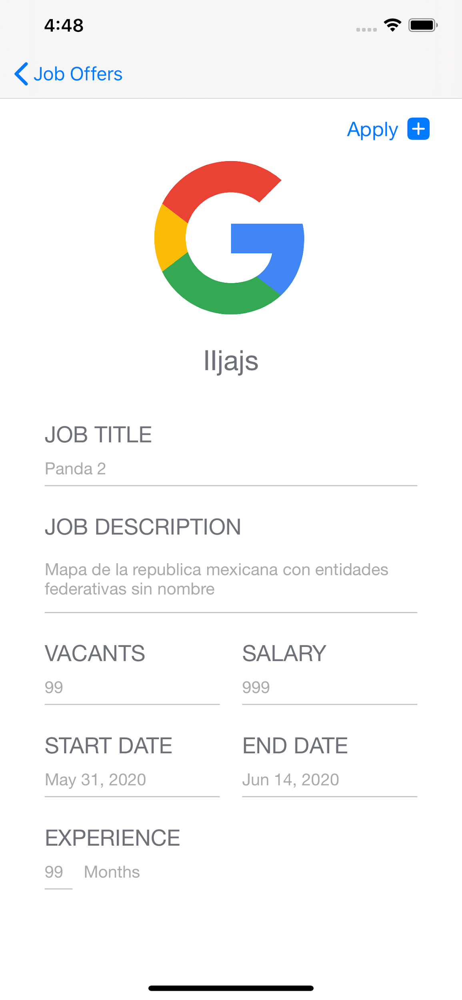 4:48
Job Offers
Apply
IIjajs
JOB TITLE
Panda 2
JOB DESCRIPTION
Mapa de la republica mexicana con entidades
federativas sin nombre
VACANTS
SALARY
99
999
START DATE
END DATE
May 31, 2020
Jun 14, 2020
EXPERIENCE
99 Months